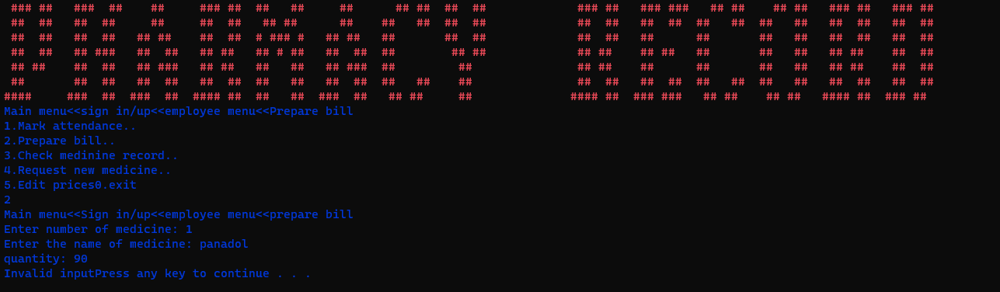 PHARMACY RECORD
Main menu<<sign in/up<<employee menu<<Prepare bill
1.Mark attendance..
2.Prepare bill..
3.Check medinine record..
4.Request new medicine..
5.Edit prices0.exit
2
Main menu<<Sign in/up<<employee menu<<prepare bill
Enter number of medicine: 1
Enter the name of medicine: panadol
quantity: 90
Invalid inputPress any key to continue . . .